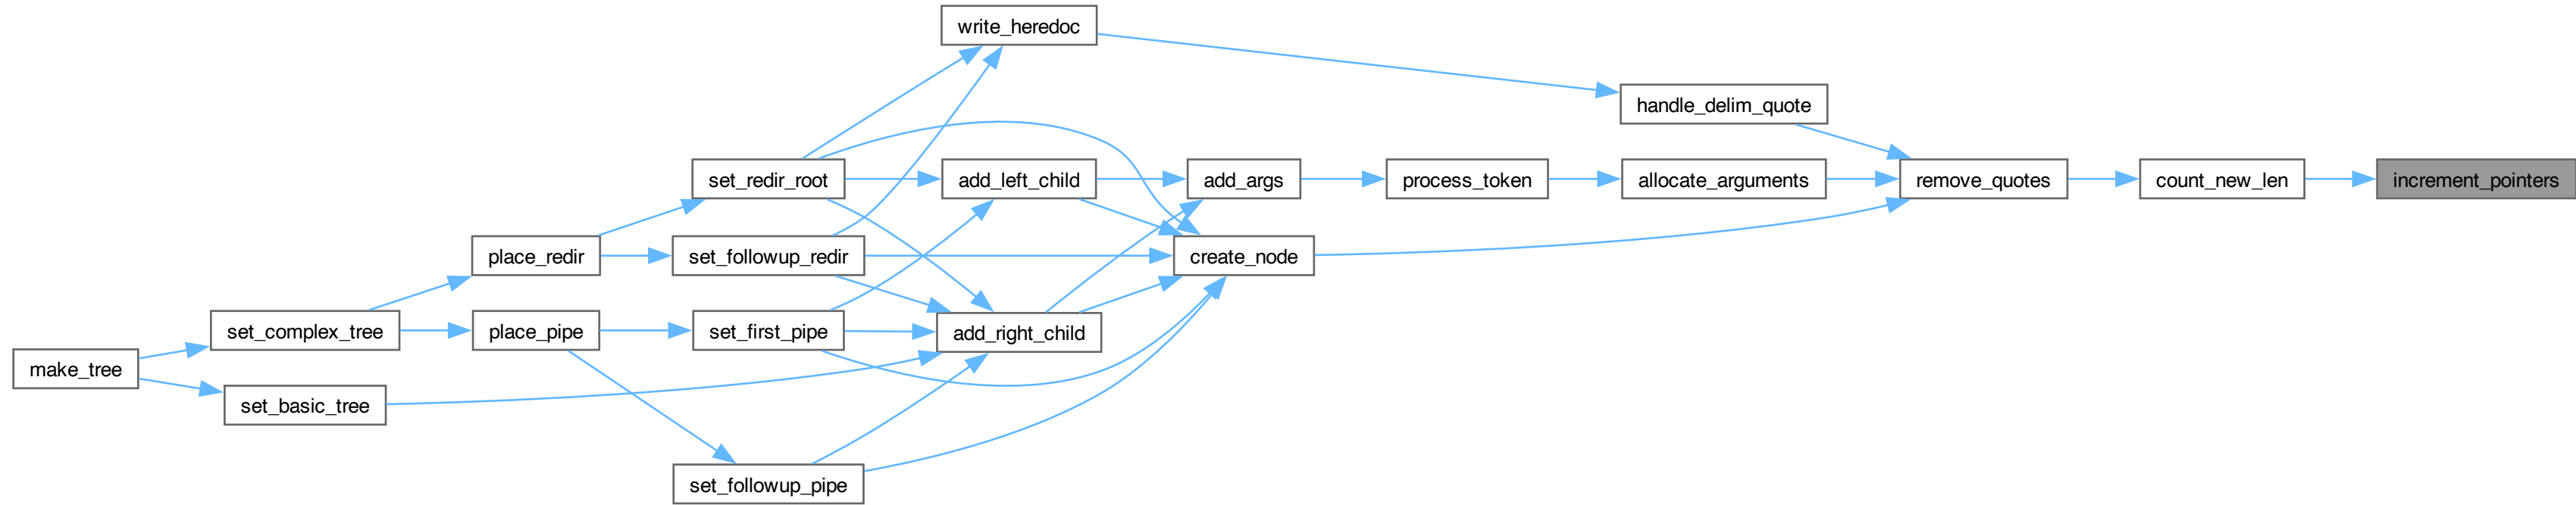 write_heredoc
handle_delim_quote
set_redir_root
add_left_child
add_args
process_token
allocate_arguments
remove_quotes
count_new_len
increment_pointers
place_redir
set_followup_redir
create_node
set_complex_tree
place_pipe
set_first_pipe
add_right_child
make_tree
set_basic_tree
set_followup_pipe